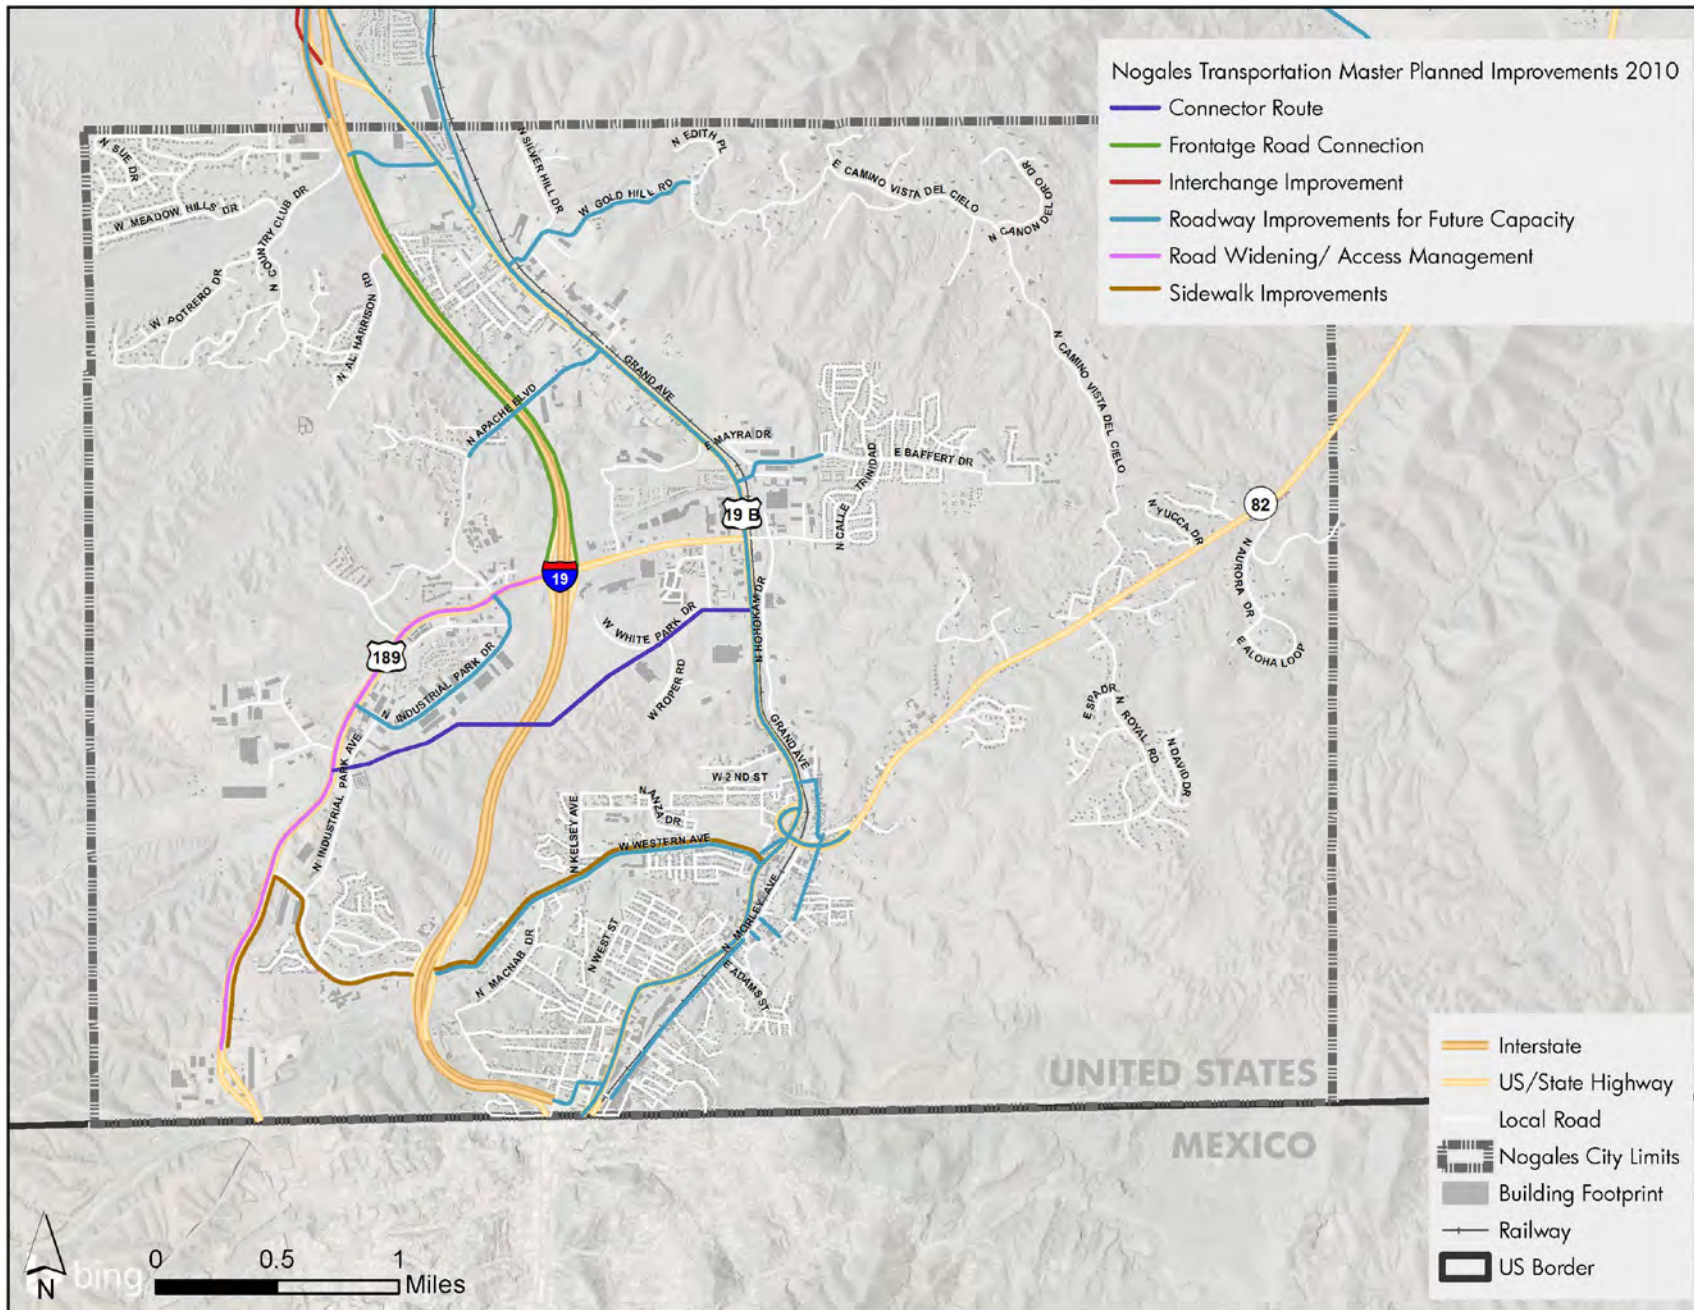 Nogales Transportation Master Planned Improvements 2010
Connector Route
Frontatge Road Connection
Interchange Improvement
Roadway Improvements for Future Capacity
Road Widening/ Access Management
Sidewalk Improvements
N SUE DR
W MEADOW HILLS DR
N COUNTRY CLUB DR
W POTRERO DR
N AL HARRISON RD
N SILVER HILL DR
W GOLD HILL RD
N EDITH PL
E CAMINO VISTA DEL CIELO
N CANON DEL ORO DR
N CAMINO VISTA DEL CIELO
GRAND AVE
N APACHE BLVD
E MAYRA DR
E BAFFERT DR
N CALLE TRINIDAD
19 B
82
N YUCCA DR
N AURORA DR
E ALOHA LOOP
19
189
N INDUSTRIAL PARK DR
W WHITE PARK DR
W ROPER RD
N HOHOKAM DR
GRAND AVE
E SPA DR
N ROYAL RD
N DAVID DR
N INDUSTRIAL PARK AVE
N INDUSTRIAL PARK AVE
W 2ND ST
N ANZA DR
N KELSEY AVE
W WESTERN AVE
N MORLEY AVE
N WEST ST
N MACNAB DR
E ADAMS ST
UNITED STATES
MEXICO
Interstate
US/State Highway
Local Road
Nogales City Limits
Building Footprint
Railway
US Border
N
bing
0 0.5 1
Miles